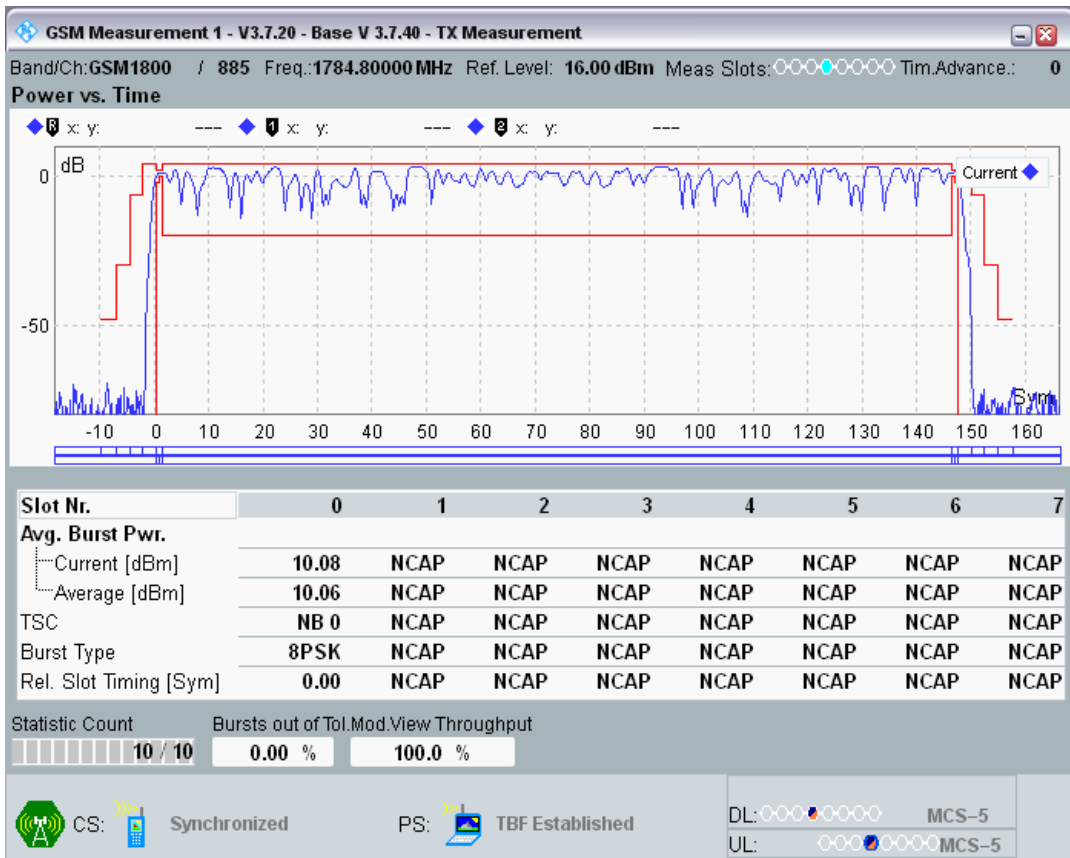 GSM Measurement 1 - V3.7.20 - Base V 3.7.40 - TX Measurement
Band/Ch:GSM1800 / 885 Freq.:1784.80000 MHz Ref. Level: 16.00 dBm Meas Slots: Tim.Advance.: 0
Power vs. Time
R x: y: --- 1 x: y: --- 2 x: y: ---
dB
Current
0
-50
Sym
-10 0 10 20 30 40 50 60 70 80 90 100 110 120 130 140 150 160
Slot Nr. 0 1 2 3 4 5 6 7
Avg. Burst Pwr.
Current [dBm] 10.08 NCAP NCAP NCAP NCAP NCAP NCAP NCAP
Average [dBm] 10.06 NCAP NCAP NCAP NCAP NCAP NCAP NCAP
TSC NB 0 NCAP NCAP NCAP NCAP NCAP NCAP NCAP
Burst Type 8PSK NCAP NCAP NCAP NCAP NCAP NCAP NCAP
Rel. Slot Timing [Sym] 0.00 NCAP NCAP NCAP NCAP NCAP NCAP NCAP
Statistic Count Bursts out of Tol.Mod.View Throughput
10 / 10 0.00 % 100.0 %
CS: Synchronized PS: TBF Established
DL: MCS-5
UL: MCS-5